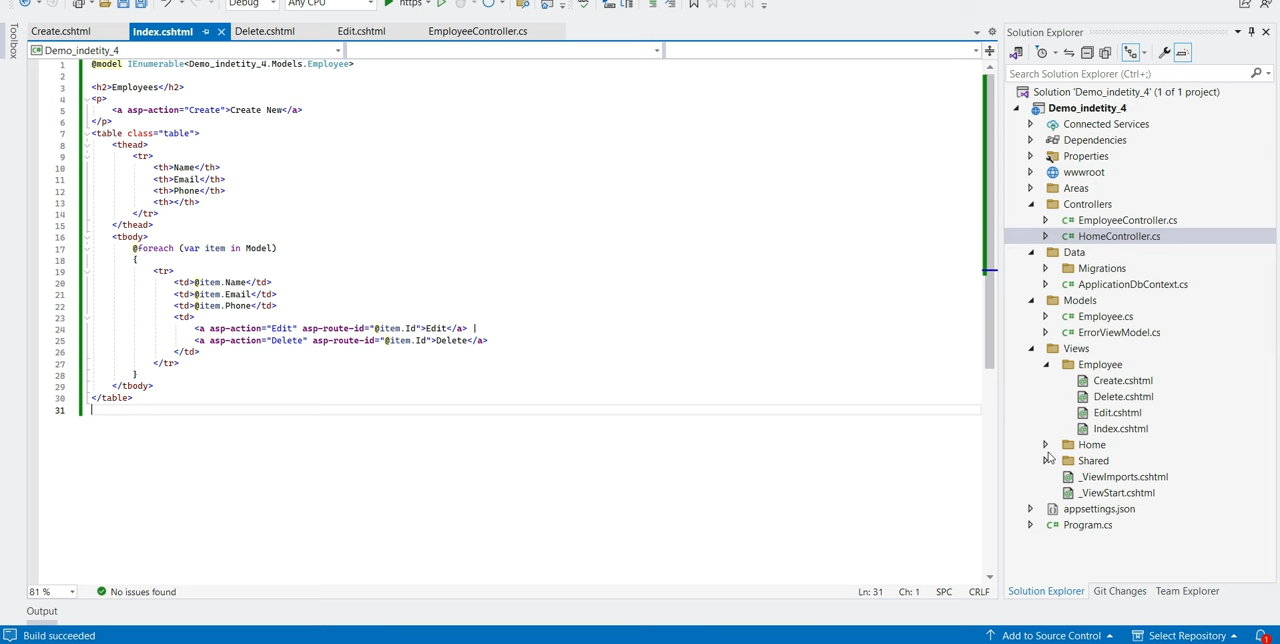 Debug
Any CPU
https
Create.cshtml
Index.cshtml
Delete.cshtml
Edit.cshtml
EmployeeController.cs
Toolbox
Demo_indetity_4
1 @model IEnumerable<Demo_indetity_4.Models.Employee>
2
3 <h2>Employees</h2>
4 <p>
5 <a asp-action="Create">Create New</a>
6 </p>
7 <table class="table">
8 <thead>
9 <tr>
10 <th>Name</th>
11 <th>Email</th>
12 <th>Phone</th>
13 <th></th>
14 </tr>
15 </thead>
16 <tbody>
17 @foreach (var item in Model)
18 {
19 <tr>
20 <td>@item.Name</td>
21 <td>@item.Email</td>
22 <td>@item.Phone</td>
23 <td>
24 <a asp-action="Edit" asp-route-id="@item.Id">Edit</a> |
25 <a asp-action="Delete" asp-route-id="@item.Id">Delete</a>
26 </td>
27 </tr>
28 }
29 </tbody>
30 </table>
31
81 %
No issues found
Ln: 31
Ch: 1
SPC
CRLF
Output
Build succeeded
Solution Explorer
Search Solution Explorer (Ctrl+;)
Solution 'Demo_indetity_4' (1 of 1 project)
Demo_indetity_4
Connected Services
Dependencies
Properties
wwwroot
Areas
Controllers
C# EmployeeController.cs
C# HomeController.cs
Data
Migrations
C# ApplicationDbContext.cs
Models
C# Employee.cs
C# ErrorViewModel.cs
Views
Employee
Create.cshtml
Delete.cshtml
Edit.cshtml
Index.cshtml
Home
Shared
_ViewImports.cshtml
_ViewStart.cshtml
appsettings.json
C# Program.cs
Solution Explorer
Git Changes
Team Explorer
Add to Source Control
Select Repository
1